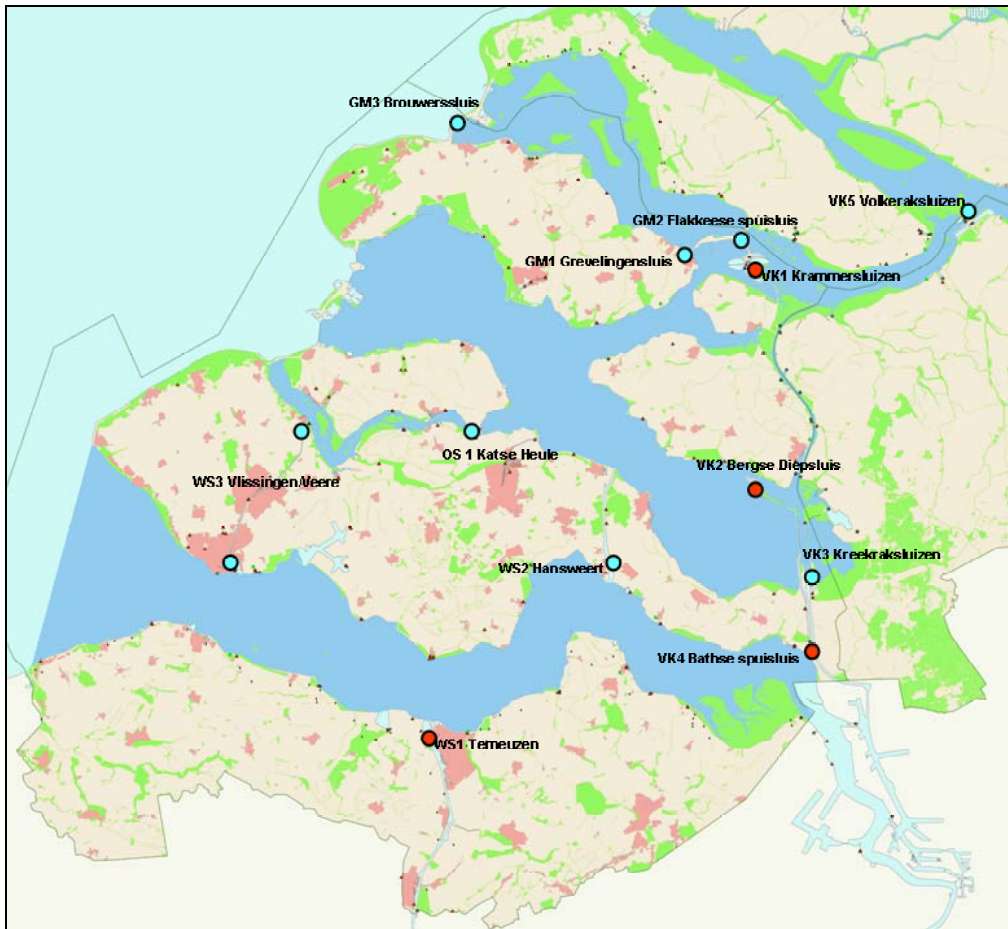 GM3 Brouwerssluis
VK5 Volkeraksluizen
GM2 Flakkeese spuisluis
GM1 Grevelingensluis
VK1 Krammersluizen
OS 1 Katse Heule
VK2 Bergse Diepsluis
WS3 Vlissingen/Veere
WS2 Hansweert
VK3 Kreekraksluizen
VK4 Bathse spuisluis
WS1 Terneuzen